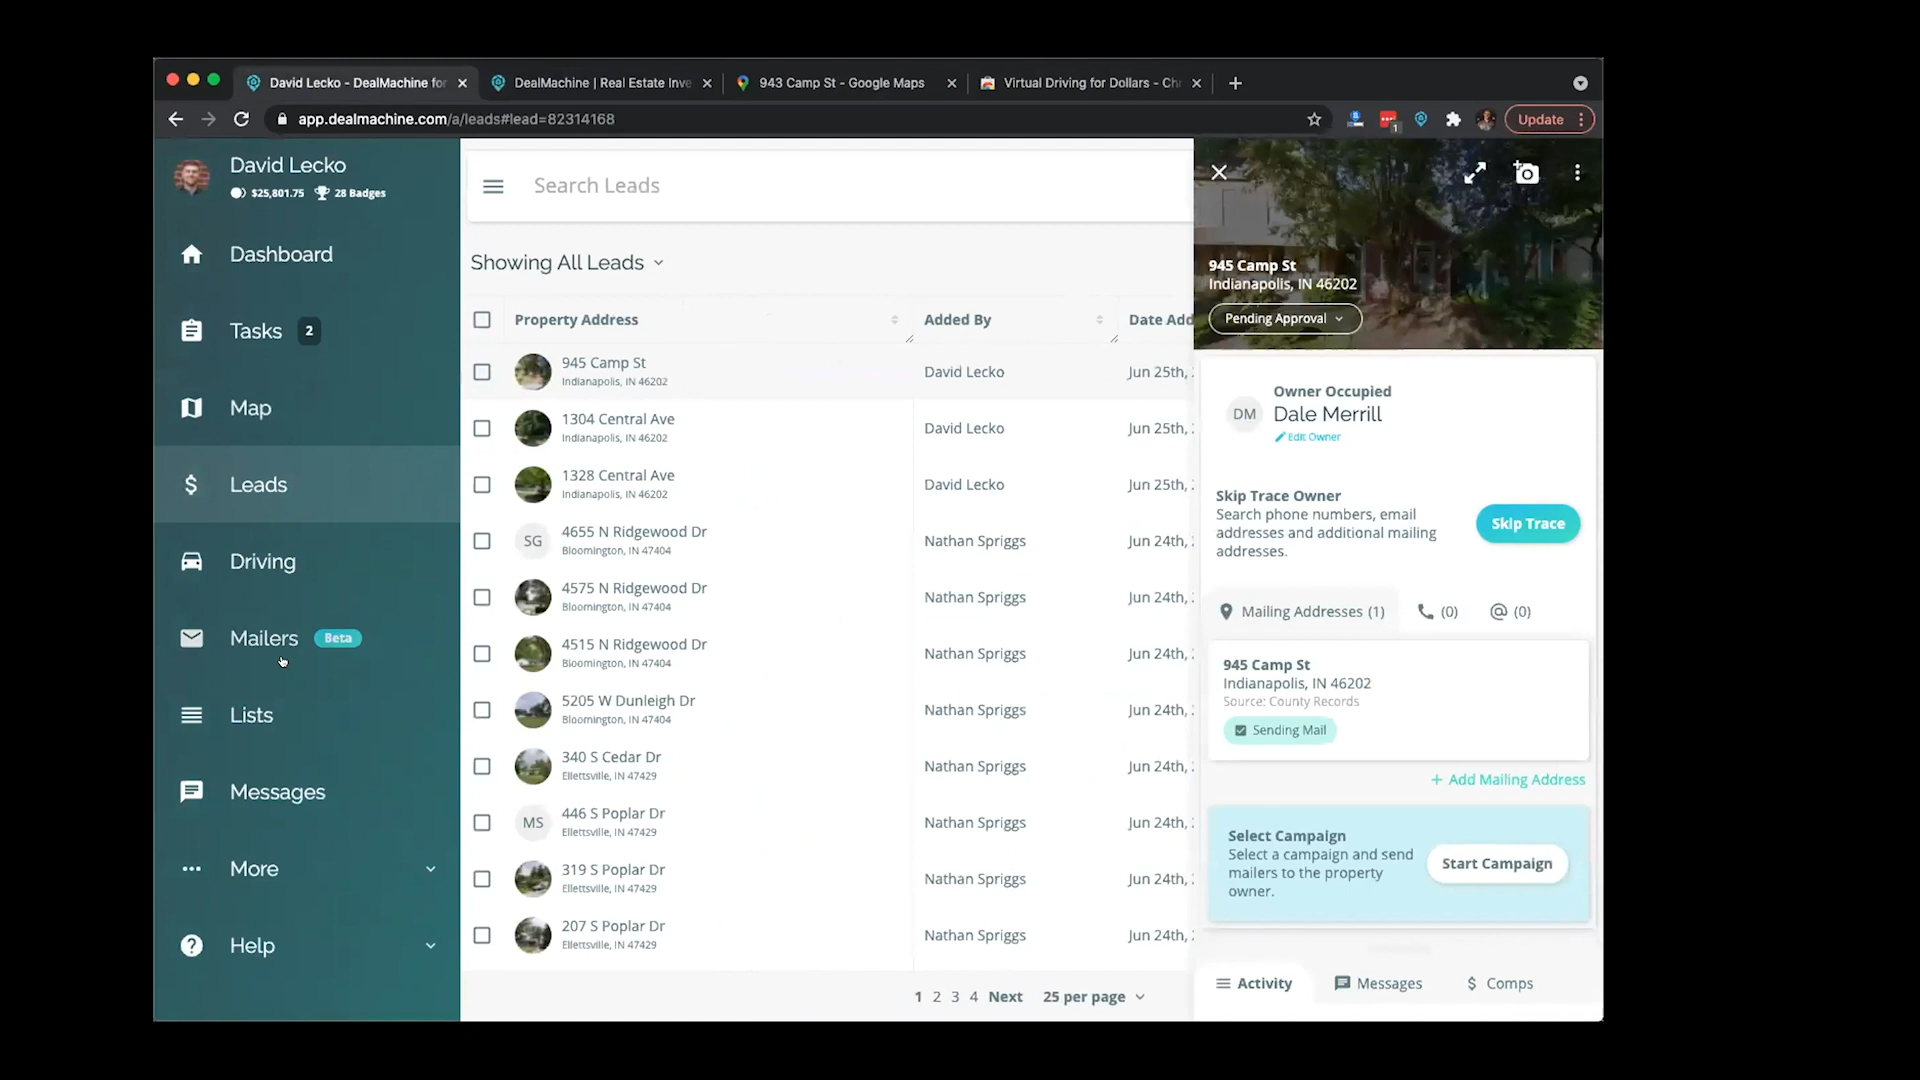 David Lecko - DealMachine for
DealMachine | Real Estate Inve
943 Camp St - Google Maps
Virtual Driving for Dollars - Ch
app.dealmachine.com/a/leads#lead=82314168
1
Update
David Lecko
$25,801.75 28 Badges
Dashboard
Tasks 2
Map
Leads
Driving
Mailers Beta
Lists
Messages
More
Help
Search Leads
Showing All Leads
Property Address Added By Date Add
945 Camp St
Indianapolis, IN 46202
David Lecko Jun 25th,
1304 Central Ave
Indianapolis, IN 46202
David Lecko Jun 25th,
1328 Central Ave
Indianapolis, IN 46202
David Lecko Jun 25th,
SG
4655 N Ridgewood Dr
Bloomington, IN 47404
Nathan Spriggs Jun 24th,
4575 N Ridgewood Dr
Bloomington, IN 47404
Nathan Spriggs Jun 24th,
4515 N Ridgewood Dr
Bloomington, IN 47404
Nathan Spriggs Jun 24th,
5205 W Dunleigh Dr
Bloomington, IN 47404
Nathan Spriggs Jun 24th,
340 S Cedar Dr
Ellettsville, IN 47429
Nathan Spriggs Jun 24th,
MS
446 S Poplar Dr
Ellettsville, IN 47429
Nathan Spriggs Jun 24th,
319 S Poplar Dr
Ellettsville, IN 47429
Nathan Spriggs Jun 24th,
207 S Poplar Dr
Ellettsville, IN 47429
Nathan Spriggs Jun 24th,
1 2 3 4 Next 25 per page
945 Camp St
Indianapolis, IN 46202
Pending Approval
Owner Occupied
DM Dale Merrill
Edit Owner
Skip Trace Owner
Search phone numbers, email
addresses and additional mailing
addresses.
Skip Trace
Mailing Addresses (1) (0) (0)
945 Camp St
Indianapolis, IN 46202
Source: County Records
Sending Mail
+ Add Mailing Address
Select Campaign
Select a campaign and send
mailers to the property
owner.
Start Campaign
Activity Messages $ Comps